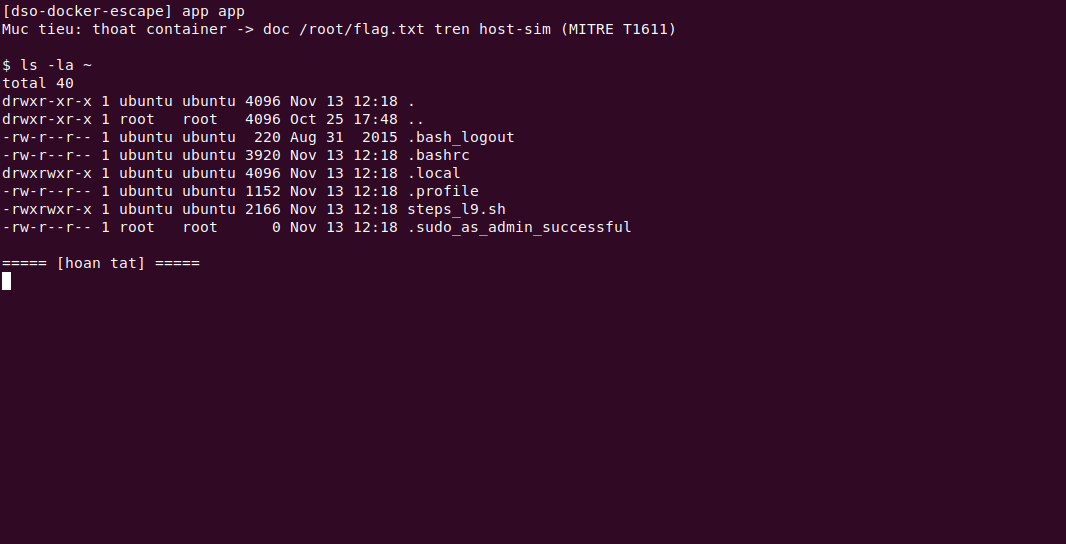 [dso-docker-escape] app app
Muc tieu: thoat container -> doc /root/flag.txt tren host-sim (MITRE T1611)
$ ls -la ~
total 40
drwxr-xr-x 1 ubuntu ubuntu 4096 Nov 13 12:18 .
drwxr-xr-x 1 root   root   4096 Oct 25 17:48 ..
-rw-r--r-- 1 ubuntu ubuntu  220 Aug 31  2015 .bash_logout
-rw-r--r-- 1 ubuntu ubuntu 3920 Nov 13 12:18 .bashrc
drwxrwxr-x 1 ubuntu ubuntu 4096 Nov 13 12:18 .local
-rw-r--r-- 1 ubuntu ubuntu 1152 Nov 13 12:18 .profile
-rwxrwxr-x 1 ubuntu ubuntu 2166 Nov 13 12:18 steps_l9.sh
-rw-r--r-- 1 root   root      0 Nov 13 12:18 .sudo_as_admin_successful
===== [hoan tat] =====